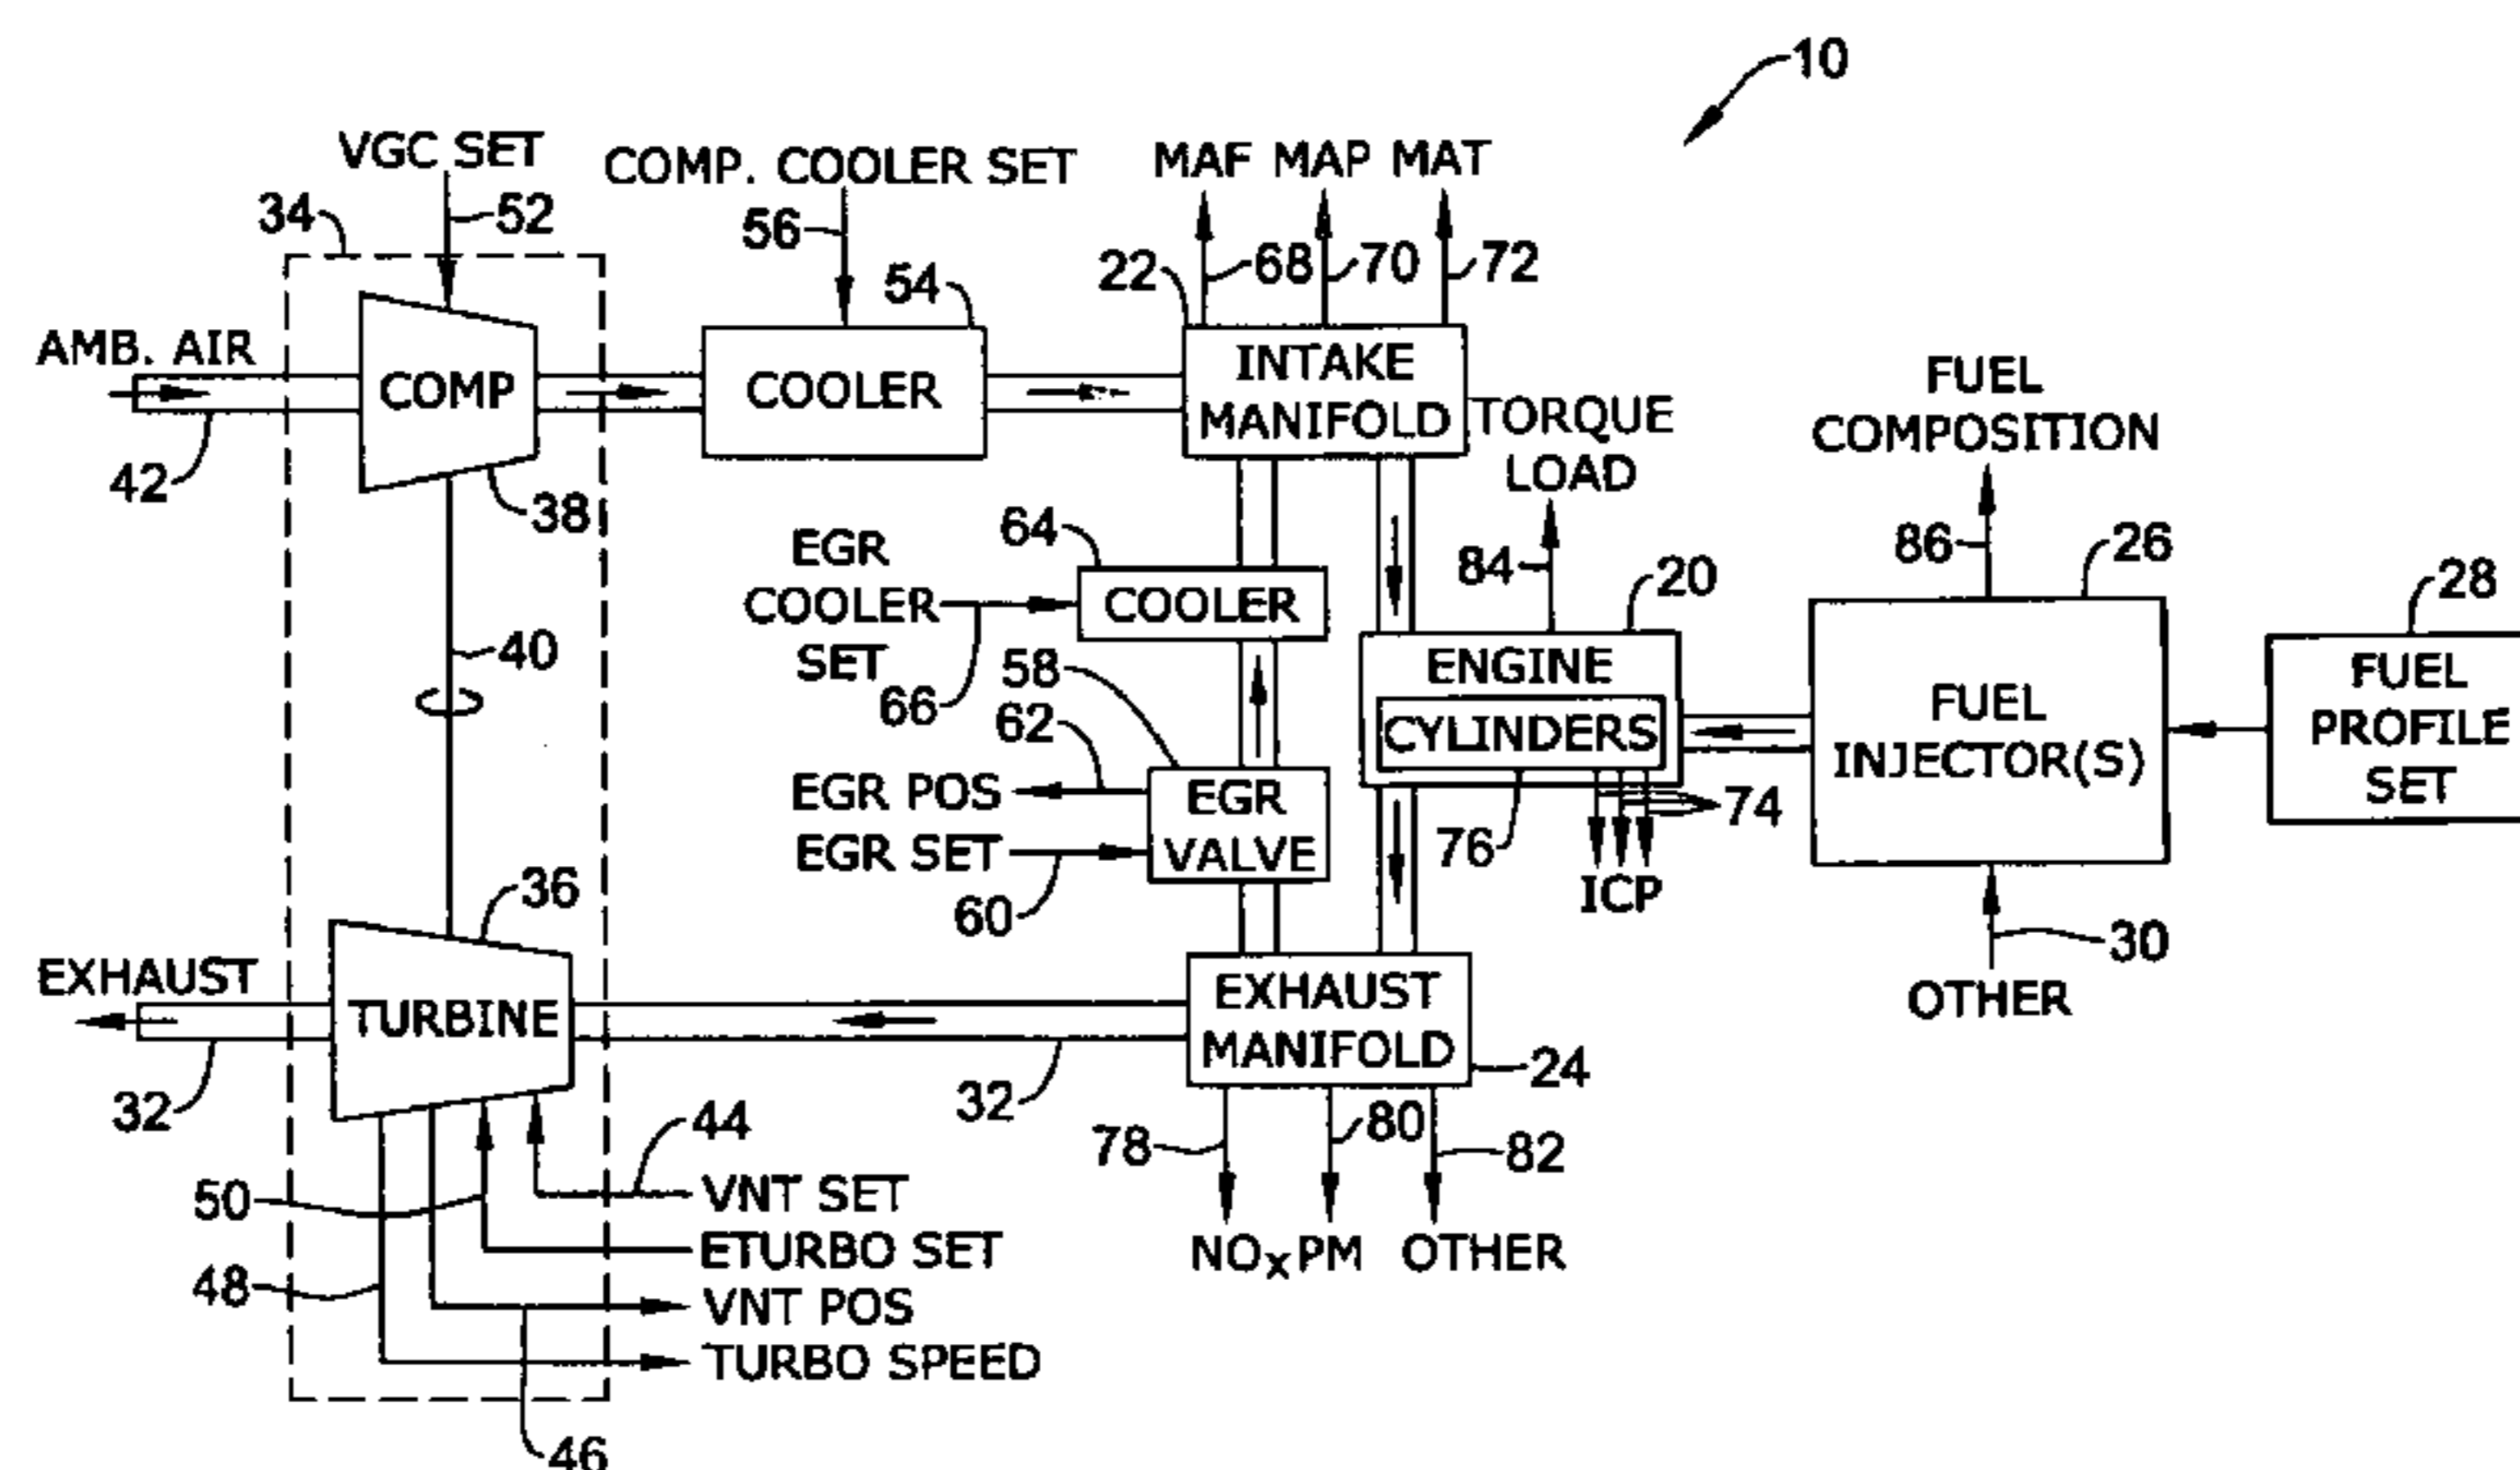 10
VGC SET
COMP. COOLER SET
MAF MAP MAT
34
52
56
54
22
68
70
72
AMB. AIR
COMP
COOLER
INTAKE
MANIFOLD
42
38
TORQUE
LOAD
FUEL
COMPOSITION
EGR
COOLER
SET
66
64
COOLER
84
20
86
26
28
40
58
62
ENGINE
CYLINDERS
FUEL
INJECTOR(S)
FUEL
PROFILE
SET
EGR POS
EGR SET
EGR
VALVE
60
76
74
ICP
30
OTHER
36
EXHAUST
TURBINE
EXHAUST
MANIFOLD
24
32
32
44
78
80
82
50
VNT SET
ETURBO SET
NOx PM OTHER
48
VNT POS
TURBO SPEED
46